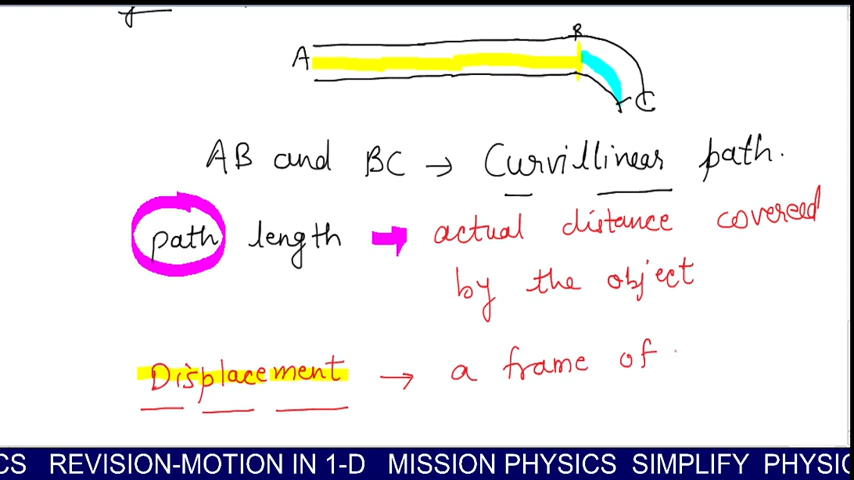 B
A
C
AB and BC → Curvillinear path.
path length → actual distance covereed
by the object
Displacement → a frame of
CS REVISION-MOTION IN 1-D MISSION PHYSICS SIMPLIFY PHYSIC